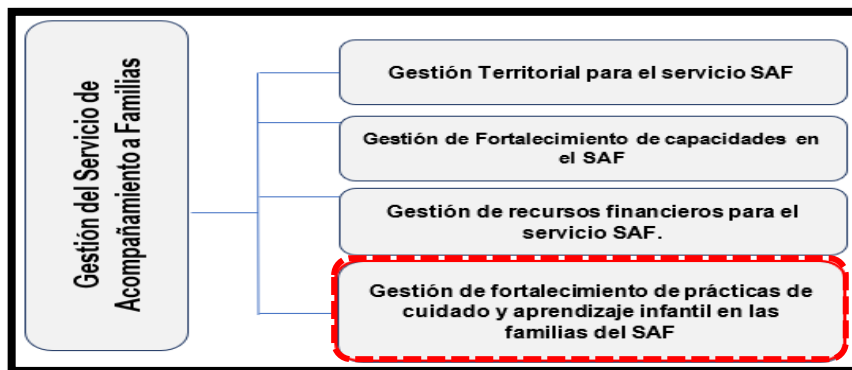 Gestión del Servicio de
Acompañamiento a Familias
Gestión Territorial para el servicio SAF
Gestión de Fortalecimiento de capacidades en
el SAF
Gestión de recursos financieros para el
servicio SAF.
Gestión de fortalecimiento de prácticas de
cuidado y aprendizaje infantil en las
familias del SAF